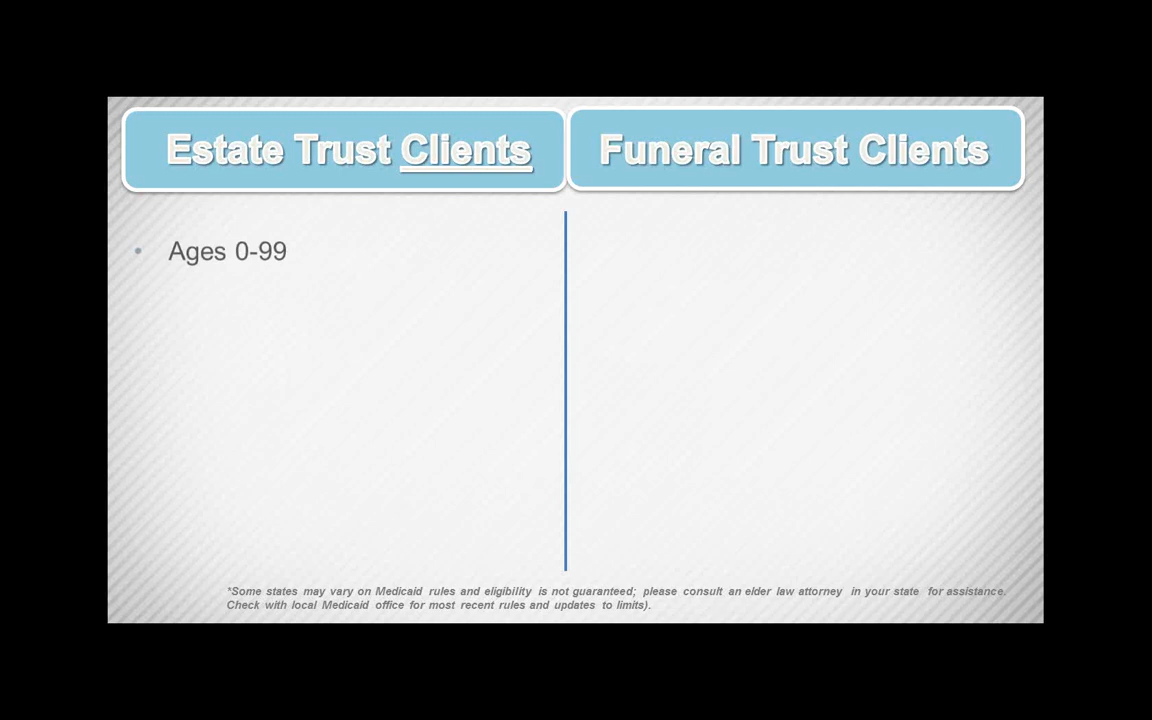 Estate Trust Clients
Funeral Trust Clients
• Ages 0-99
*Some states may vary on Medicaid rules and eligibility is not guaranteed; please consult an elder law attorney in your state for assistance.
Check with local Medicaid office for most recent rules and updates to limits).